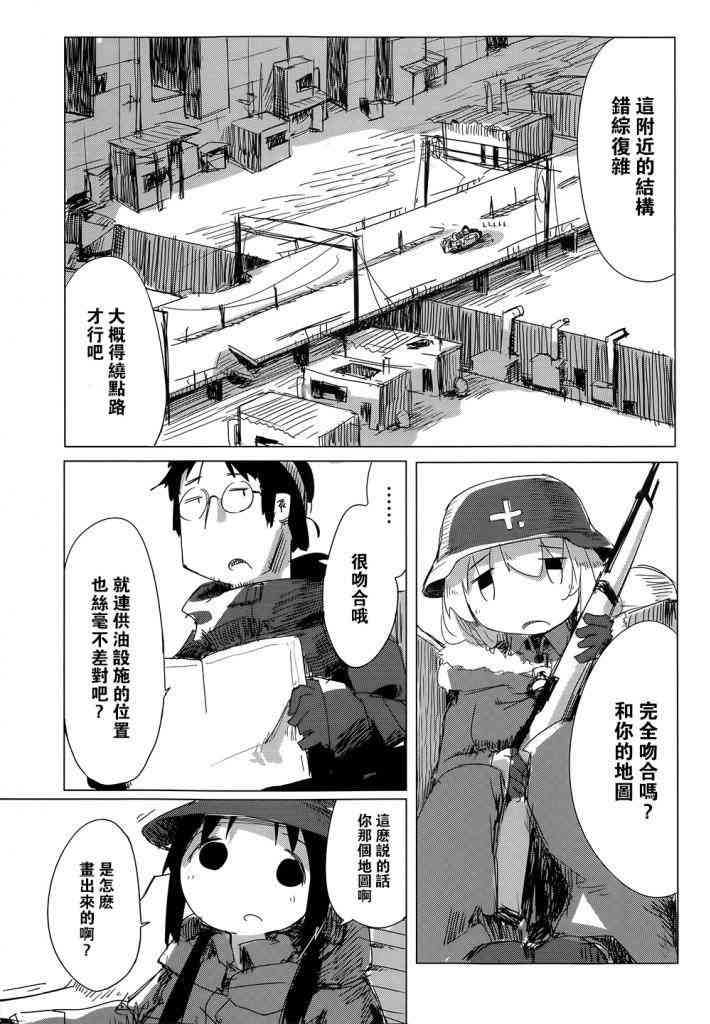 這附近的結構
錯綜復雜
大概得繞點路
才行吧
完全吻合嗎？
和你的地圖
……
很吻合哦
就連供油設施的位置
也絲毫不差對吧？
這麽説的話
你那個地圖啊
是怎麽
畫出來的啊？